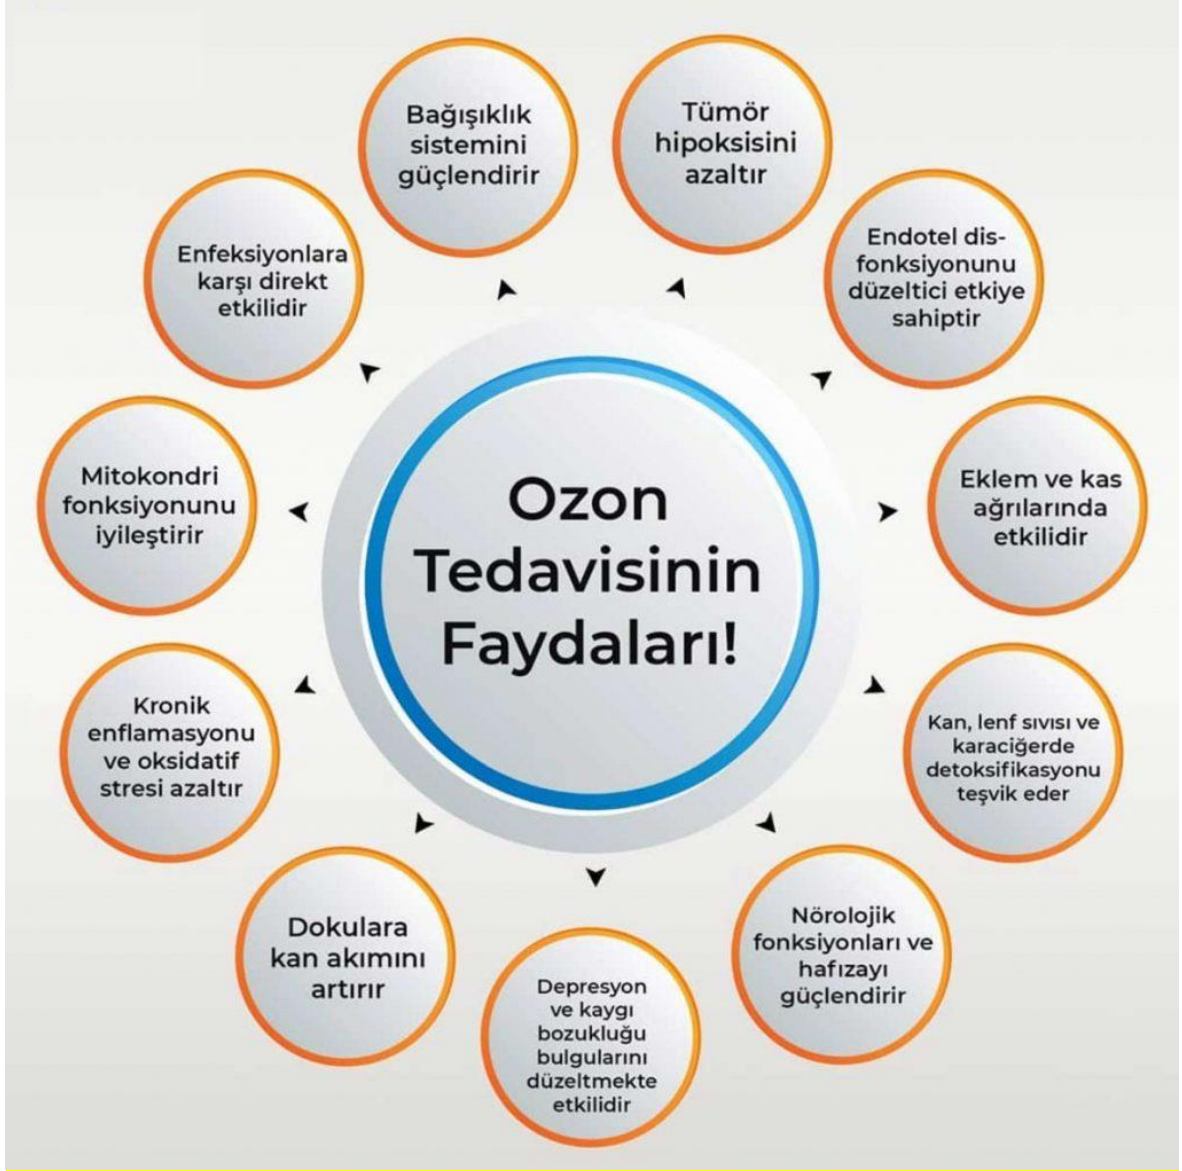 Ozon
Tedavisinin
Faydaları!
Bağışıklık
sistemini
güçlendirir
Tümör
hipoksisini
azaltır
Endotel dis-
fonksiyonunu
düzeltici etkiye
sahiptir
Eklem ve kas
ağrılarında
etkilidir
Kan, lenf sıvısı ve
karaciğerde
detoksifikasyonu
teşvik eder
Nörolojik
fonksiyonları ve
hafızayı
güçlendirir
Depresyon
ve kaygı
bozukluğu
bulgularını
düzeltmekte
etkilidir
Dokulara
kan akımını
artırır
Kronik
enflamasyonu
ve oksidatif
stresi azaltır
Mitokondri
fonksiyonunu
iyileştirir
Enfeksiyonlara
karşı direkt
etkilidir